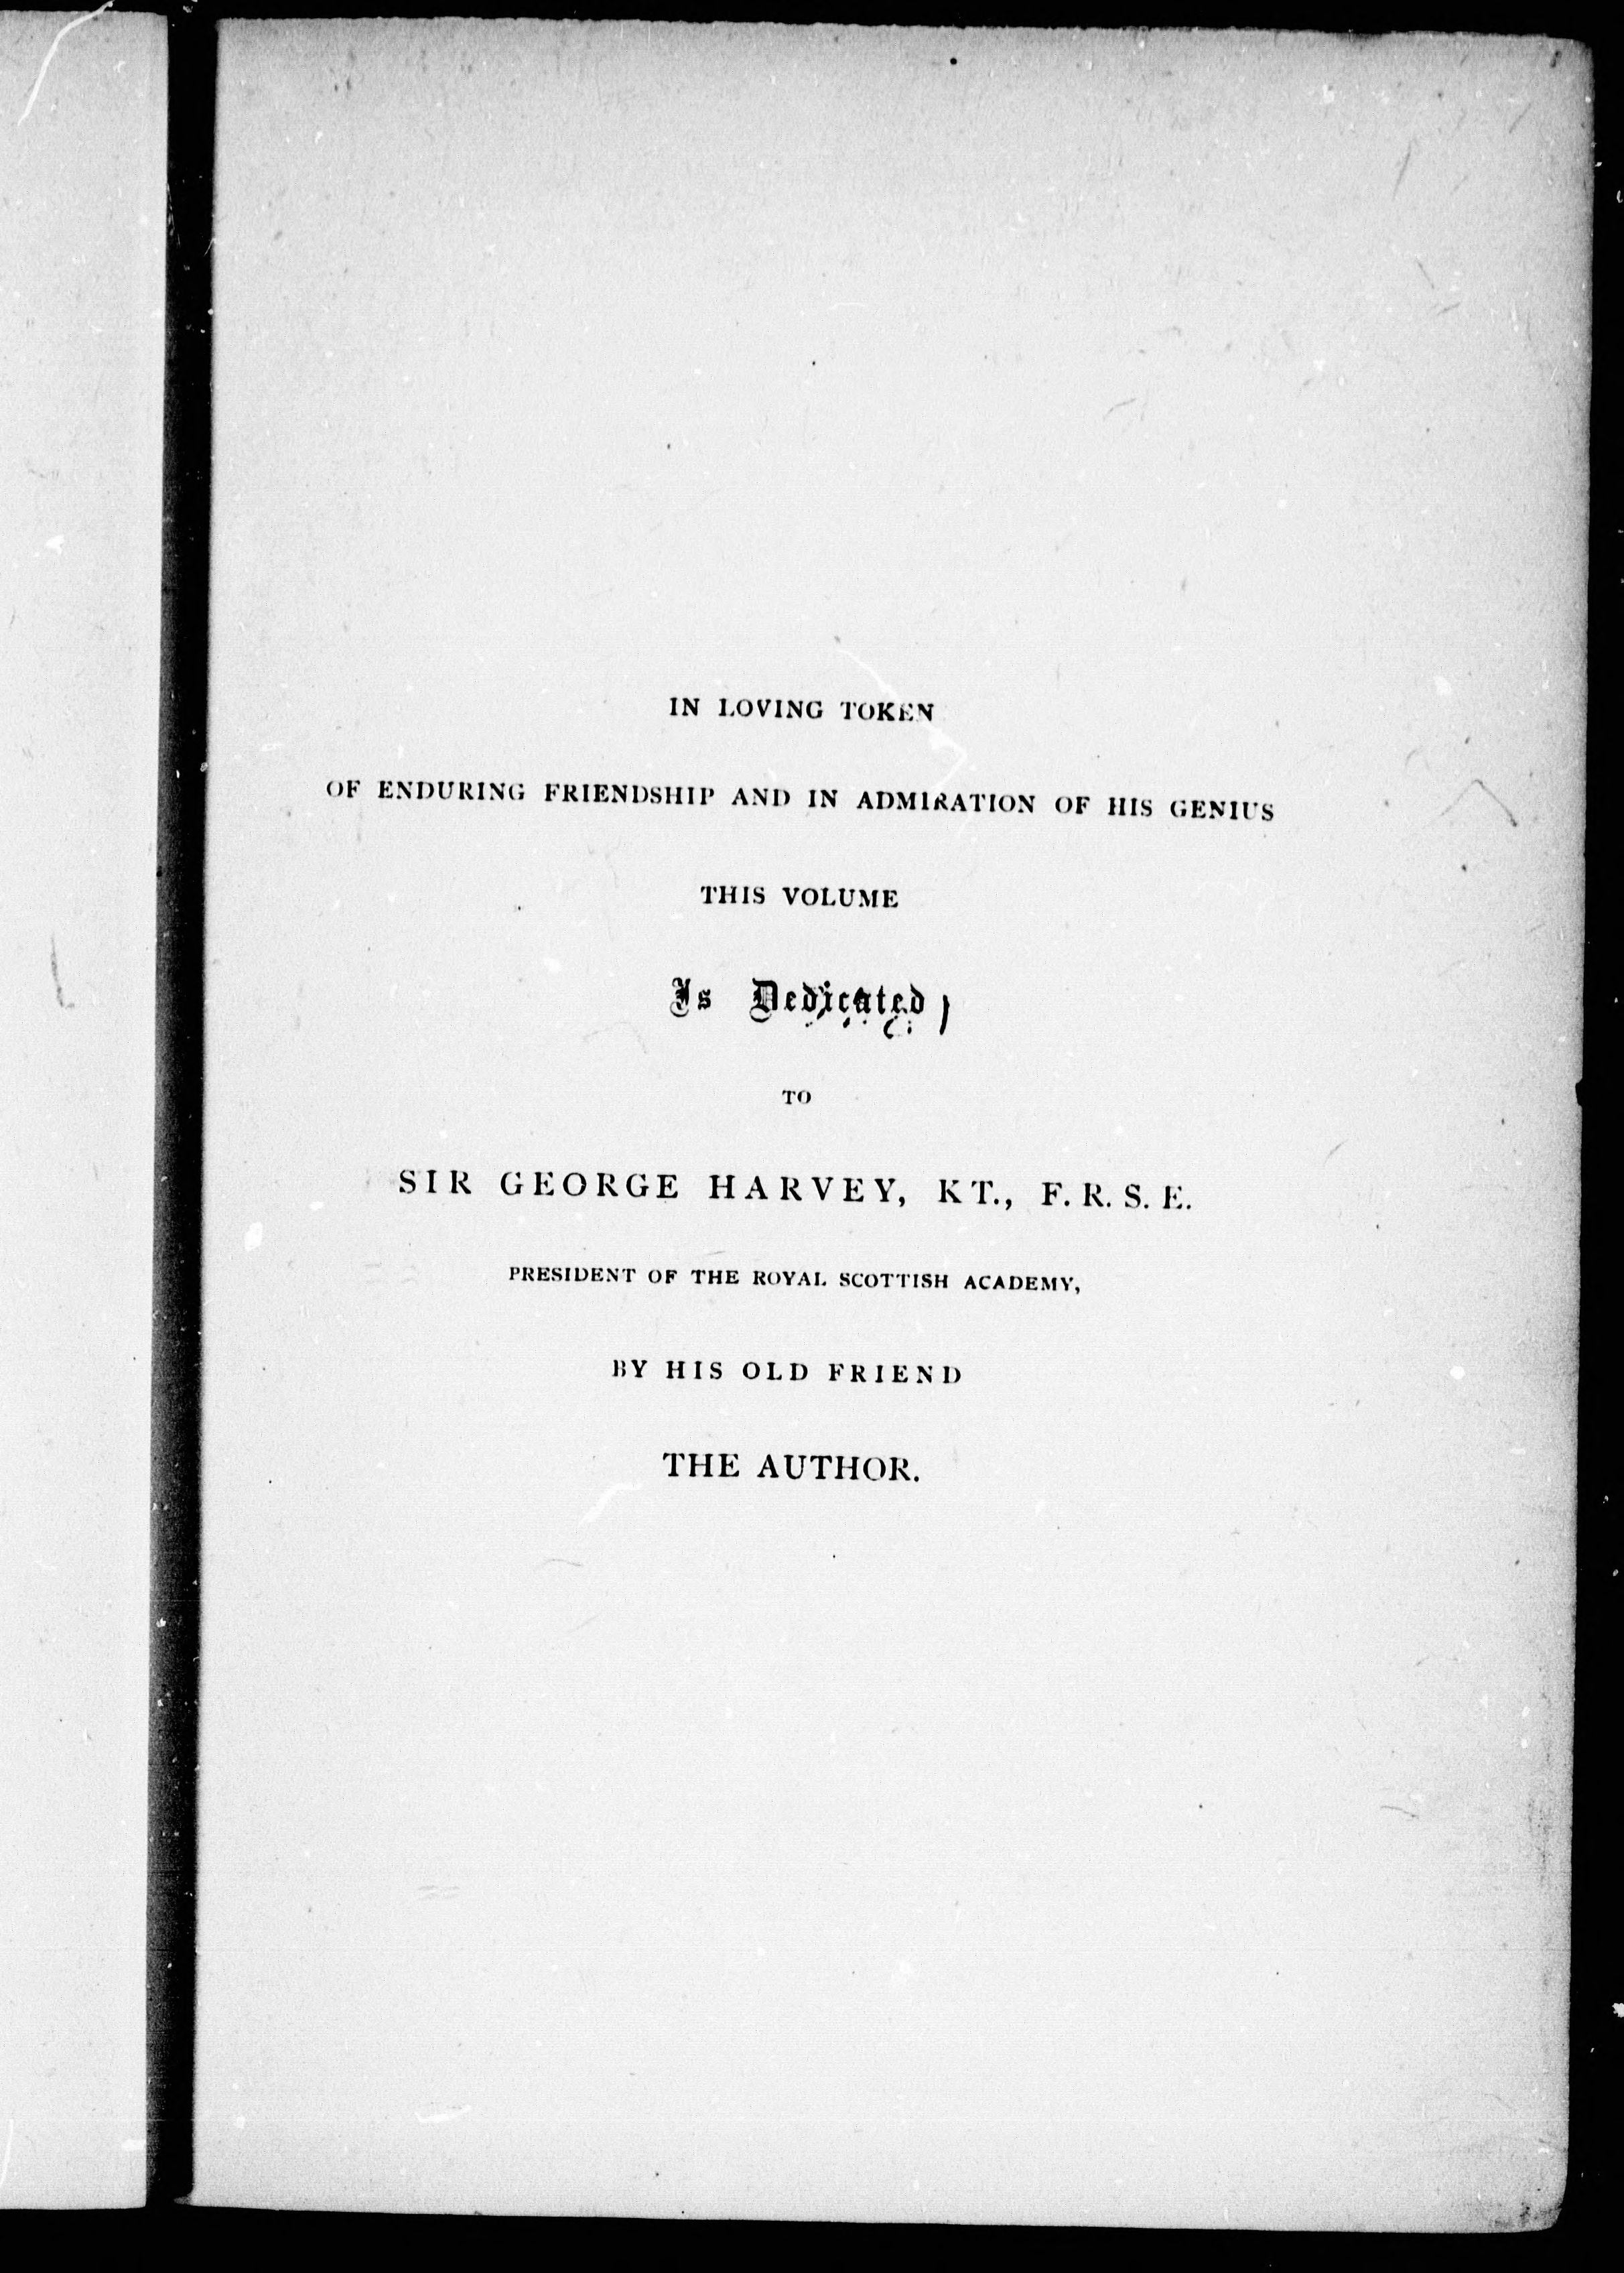 IN LOVING TOKEN
OF ENDURING FRIENDSHIP AND IN ADMIRATION OF HIS GENIUS
THIS VOLUME
Is Dedicated
TO
SIR GEORGE HARVEY, KT., F. R. S. E.
PRESIDENT OF THE ROYAL SCOTTISH ACADEMY,
BY HIS OLD FRIEND
THE AUTHOR.